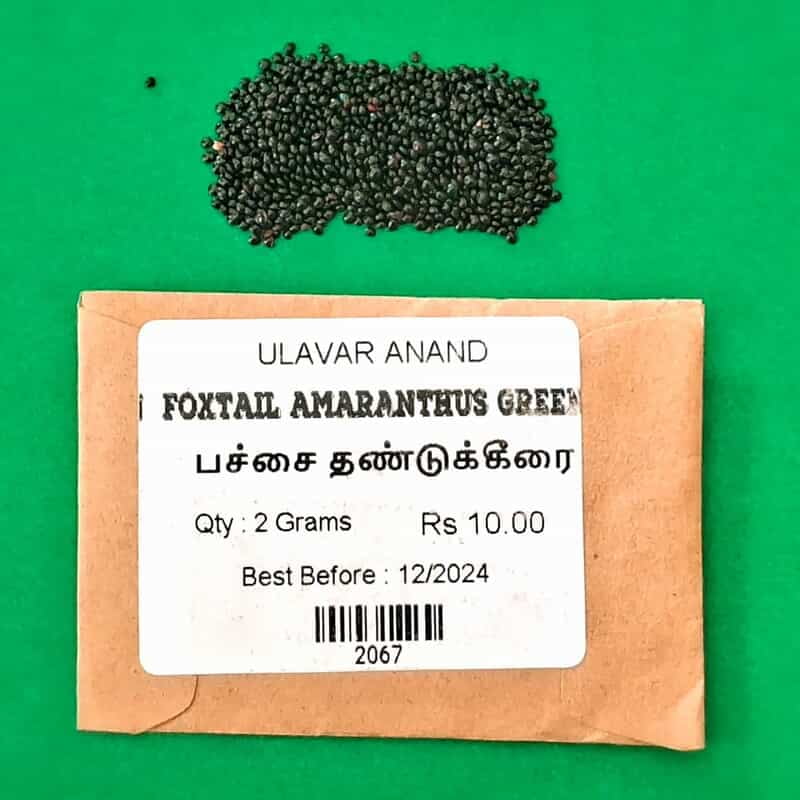 ULAVAR ANAND
FOXTAIL AMARANTHUS GREEN
பச்சை தண்டுக்கீரை
Qty : 2 Grams Rs 10.00
Best Before : 12/2024
2067